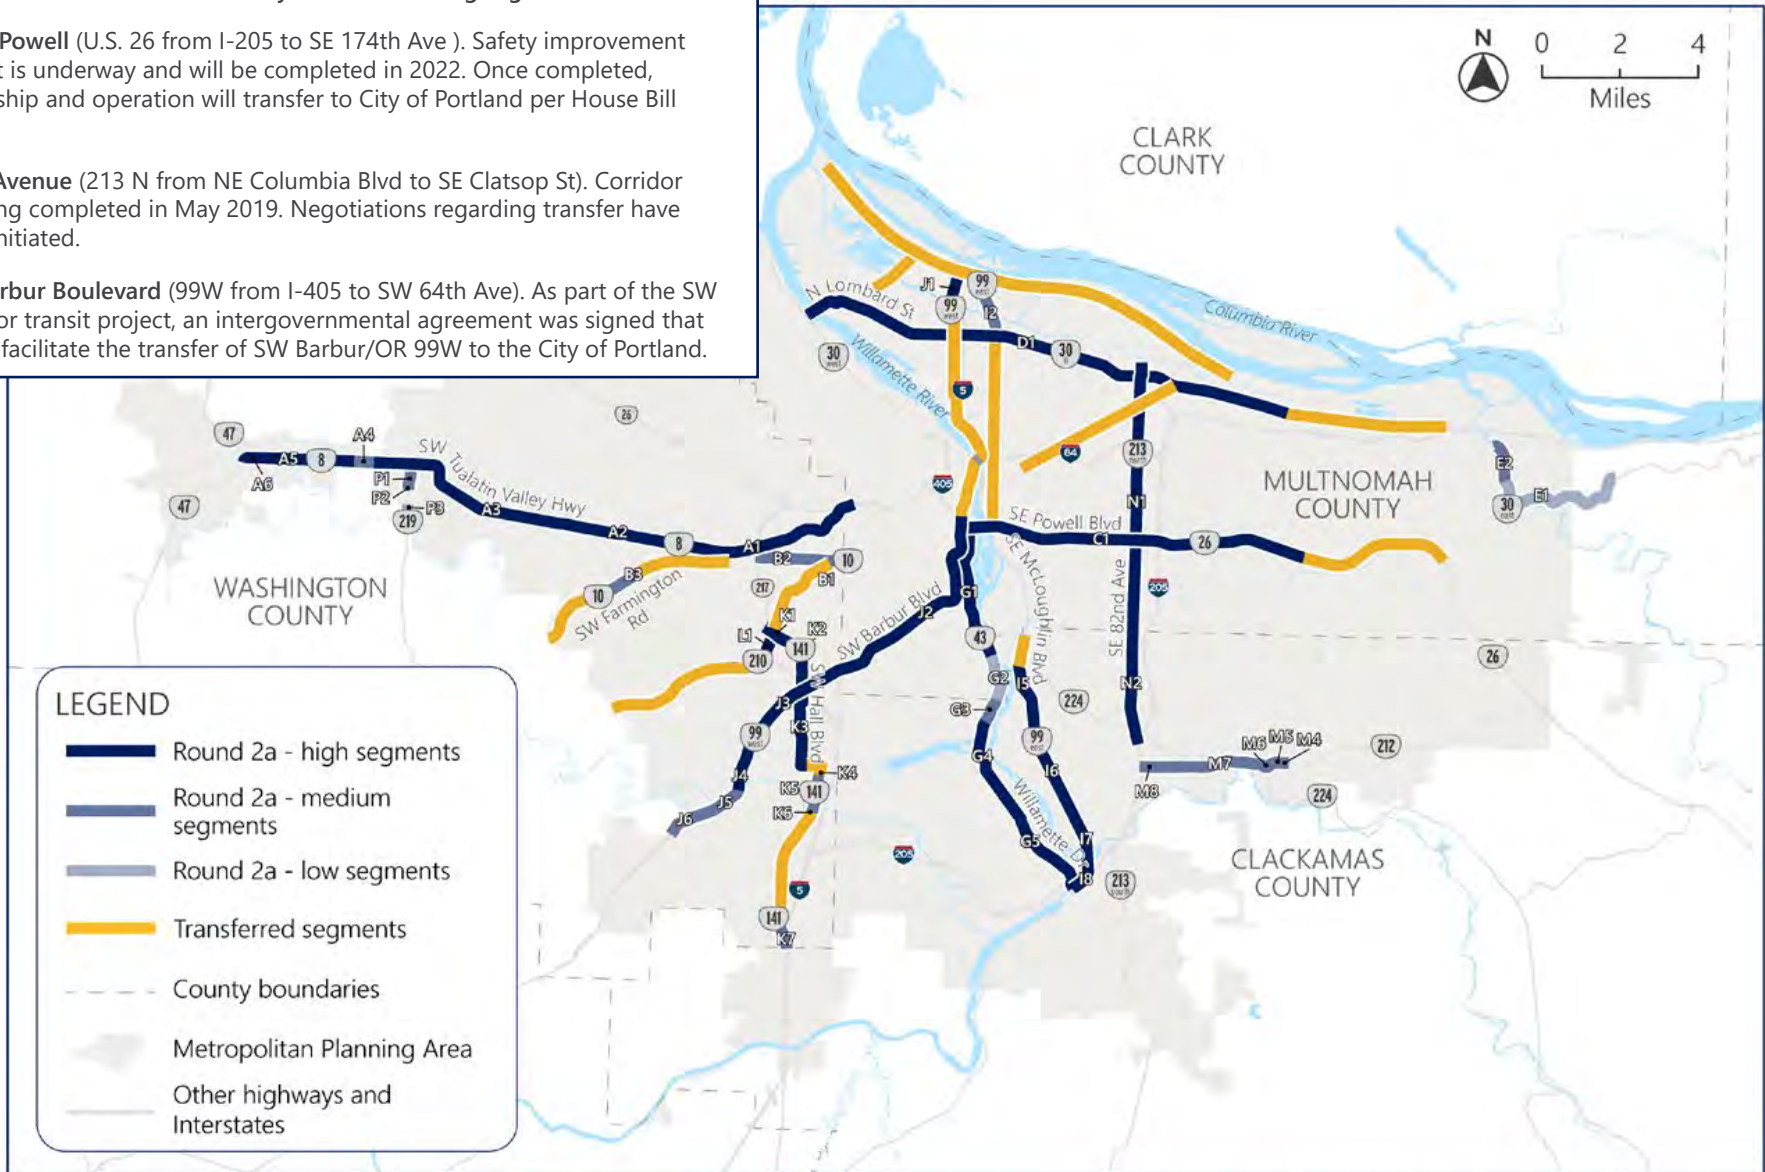 Powell (U.S. 26 from I-205 to SE 174th Ave ). Safety improvement
t is underway and will be completed in 2022. Once completed,
ship and operation will transfer to City of Portland per House Bill
Avenue (213 N from NE Columbia Blvd to SE Clatsop St). Corridor
ng completed in May 2019. Negotiations regarding transfer have
nitiated.
rbur Boulevard (99W from I-405 to SW 64th Ave). As part of the SW
or transit project, an intergovernmental agreement was signed that
facilitate the transfer of SW Barbur/OR 99W to the City of Portland.
N
0 2 4
Miles
CLARK
COUNTY
J1
99
east
N Lombard St
99
west
I2
Columbia River
D1
30
30
west
Willamette River
5
26
47
A4
SW Tualatin Valley Hwy
A5
8
A6
P1
P2
P3
47
219
A3
A2
8
A1
405
84
213
north
MULTNOMAH
COUNTY
E2
E1
30
east
N1
SE Powell Blvd
C1
26
B2
10
B3
B1
217
10
SW Farmington
Rd
WASHINGTON
COUNTY
SE McLoughlin Blvd
SE 82nd Ave
205
G1
SW Barbur Blvd
J2
K1
K2
L1
141
210
43
G2
I5
G3
224
N2
26
SW Hall Blvd
J3
K3
99
west
99
east
G4
I6
M6
M5
M4
212
M7
M8
224
J4
J5
J6
K4
K5
141
K6
Willamette Dr
G5
I7
I8
205
213
south
CLACKAMAS
COUNTY
5
141
K7
LEGEND
Round 2a - high segments
Round 2a - medium
segments
Round 2a - low segments
Transferred segments
County boundaries
Metropolitan Planning Area
Other highways and
Interstates